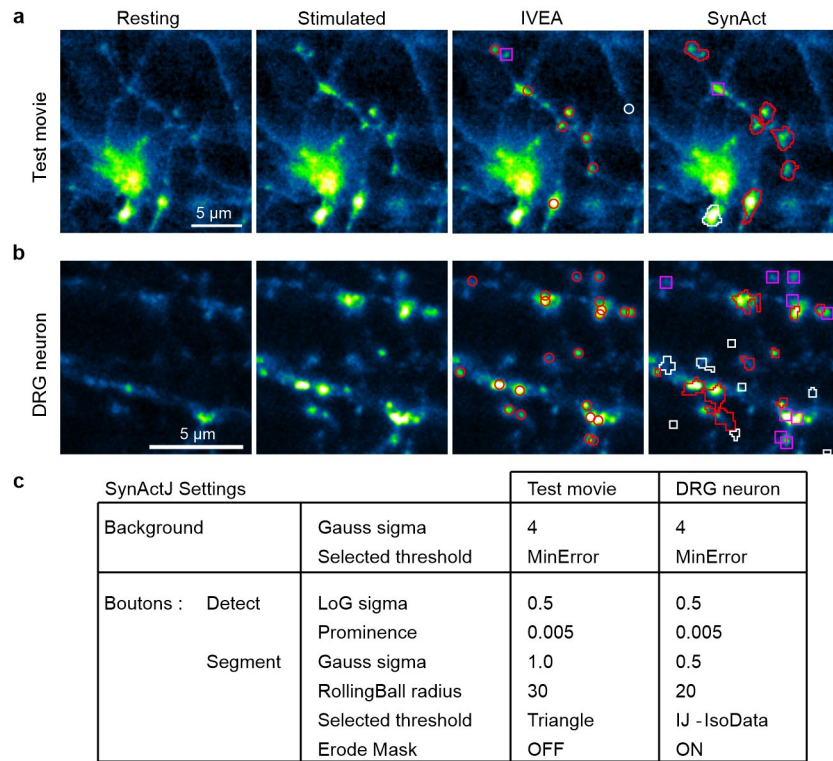 a
Resting Stimulated IVEA SynAct
Test movie
5 µm
b
DRG neuron
5 µm
c
SynActJ Settings Test movie DRG neuron
Background Gauss sigma 4 4
Selected threshold MinError MinError
Boutons : Detect LoG sigma 0.5 0.5
Prominence 0.005 0.005
Segment Gauss sigma 1.0 0.5
RollingBall radius 30 20
Selected threshold Triangle IJ -IsoData
Erode Mask OFF ON